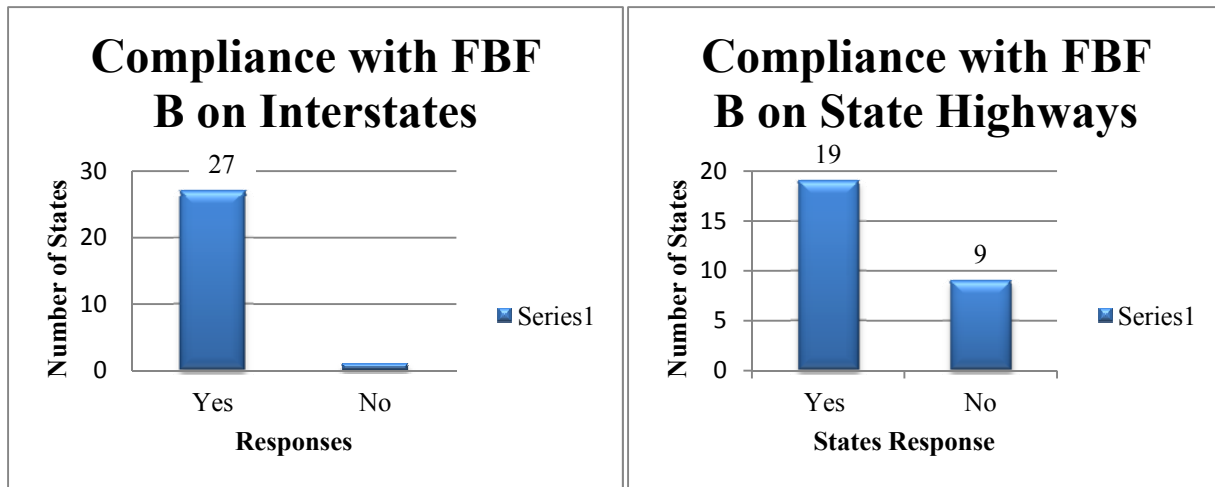 Compliance with FBF
B on Interstates
27
30
20
10
0
Number of States
Yes
No
Responses
Series1
Compliance with FBF
B on State Highways
19
9
20
15
10
5
0
Number of States
Yes
No
States Response
Series1